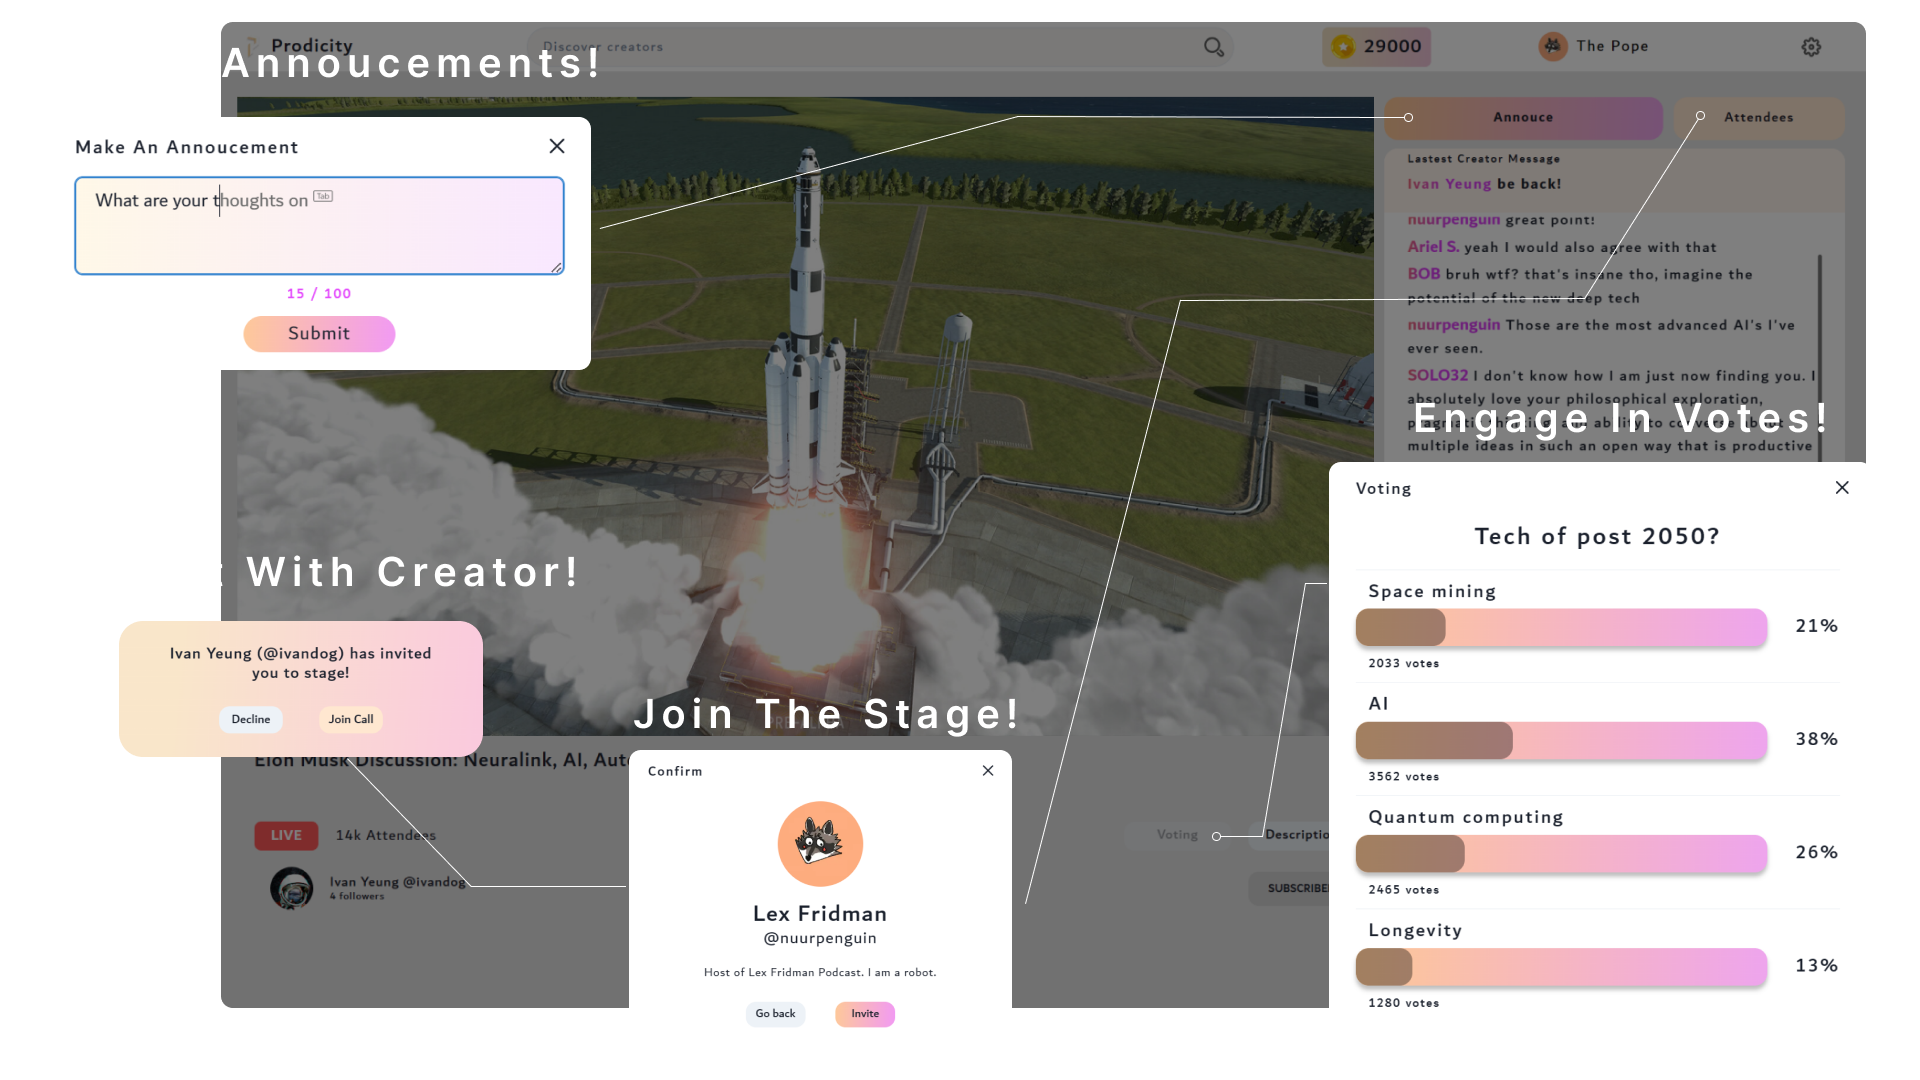 Prodicity
Discover creators
29000
The Pope
Annoucements!
Annouce
Attendees
Make An Annoucement
What are your thoughts on Tab
15 / 100
Submit
Lastest Creator Message
Ivan Yeung be back!
nuurpenguin great point!
Ariel S. yeah I would also agree with that
BOB bruh wtf? that's insane tho, imagine the
potential of the new deep tech
nuurpenguin Those are the most advanced AI's I've
ever seen.
SOLO32 I don't know how I am just now finding you. I
absolutely love your philosophical exploration,
pragmatic thinking and ability to converse about
multiple ideas in such an open way that is productive
Engage In Votes!
Voting
Tech of post 2050?
Space mining
21%
2033 votes
AI
38%
3562 votes
Quantum computing
26%
2465 votes
Longevity
13%
1280 votes
With Creator!
Ivan Yeung (@ivandog) has invited
you to stage!
Decline
Join Call
Join The Stage!
Elon Musk Discussion: Neuralink, AI, Aut
LIVE
14k Attendees
Ivan Yeung @ivandog
4 followers
Voting
Descriptio
SUBSCRIBE
Confirm
Lex Fridman
@nuurpenguin
Host of Lex Fridman Podcast. I am a robot.
Go back
Invite